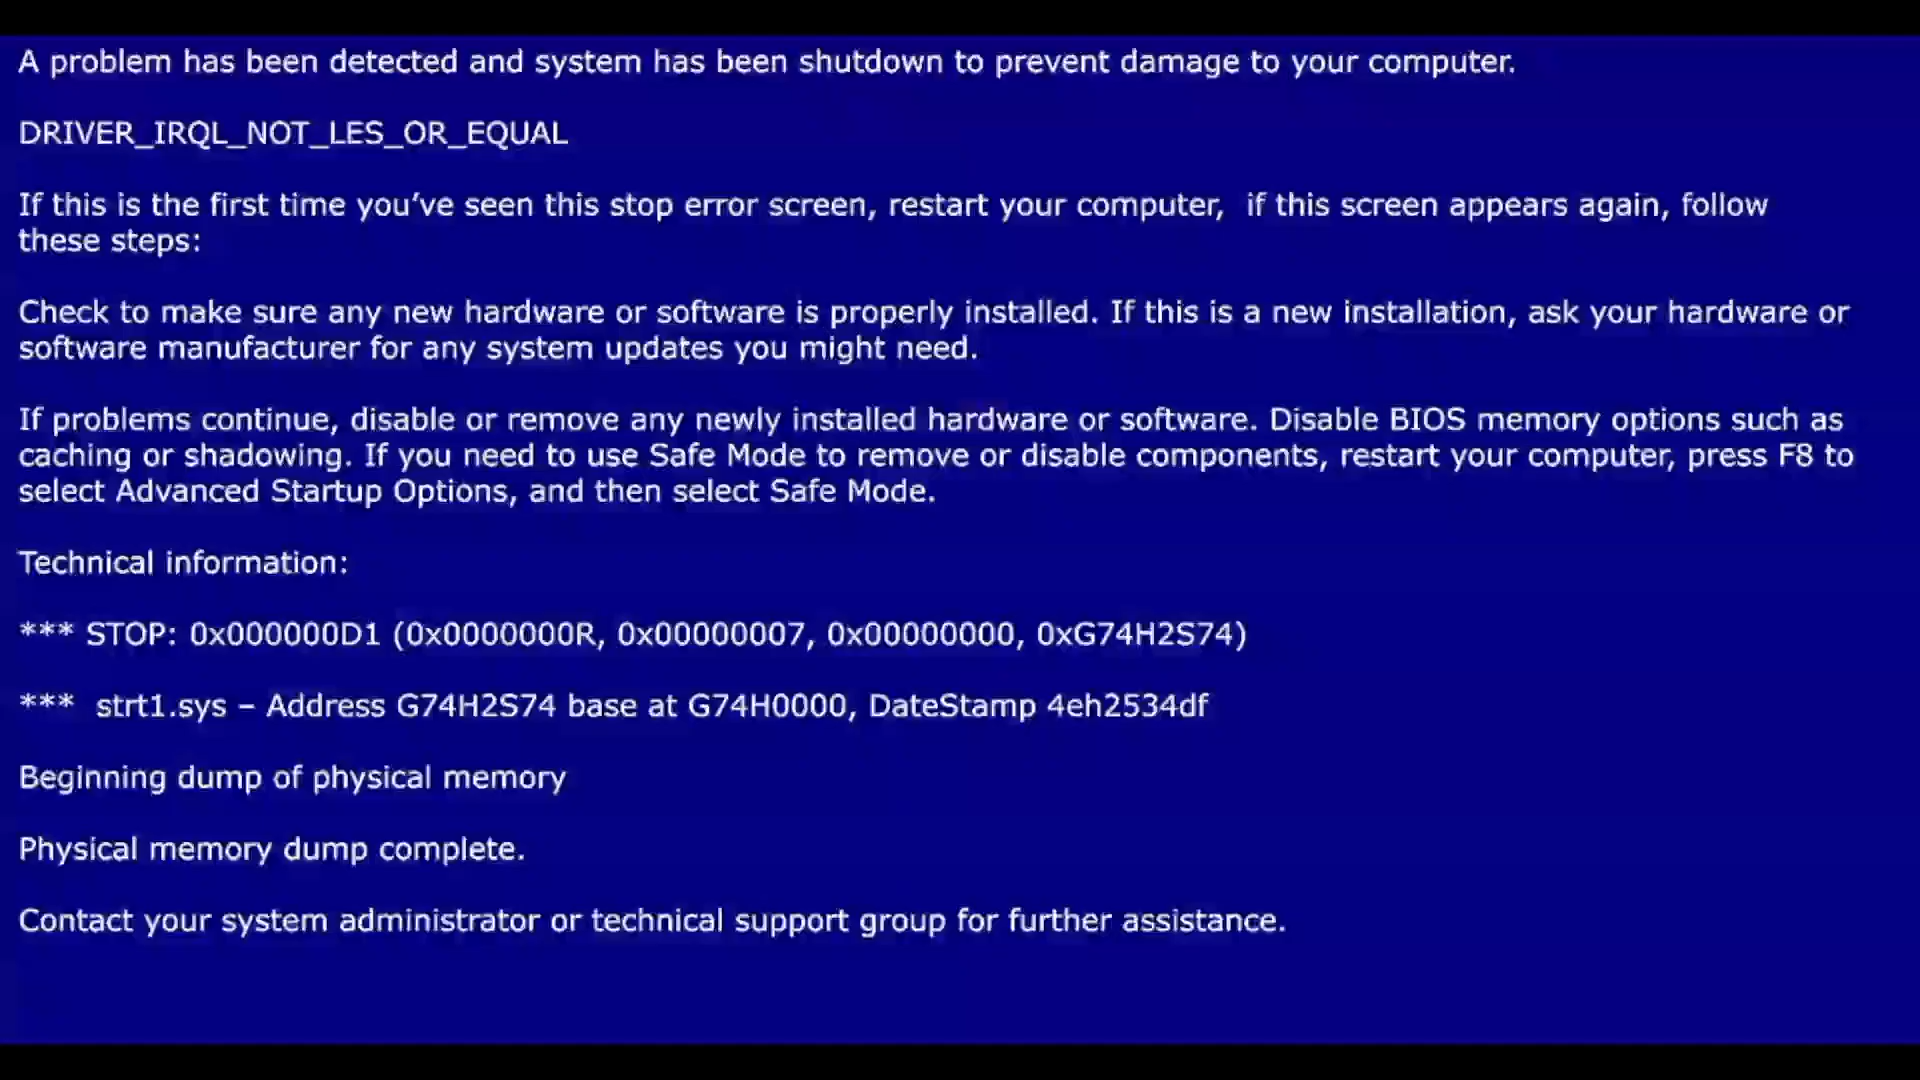 A problem has been detected and system has been shutdown to prevent damage to your computer.
DRIVER_IRQL_NOT_LES_OR_EQUAL
If this is the first time you’ve seen this stop error screen, restart your computer,  if this screen appears again, follow
these steps:
Check to make sure any new hardware or software is properly installed. If this is a new installation, ask your hardware or
software manufacturer for any system updates you might need.
If problems continue, disable or remove any newly installed hardware or software. Disable BIOS memory options such as
caching or shadowing. If you need to use Safe Mode to remove or disable components, restart your computer, press F8 to
select Advanced Startup Options, and then select Safe Mode.
Technical information:
*** STOP: 0x000000D1 (0x0000000R, 0x00000007, 0x00000000, 0xG74H2S74)
***  strt1.sys – Address G74H2S74 base at G74H0000, DateStamp 4eh2534df
Beginning dump of physical memory
Physical memory dump complete.
Contact your system administrator or technical support group for further assistance.